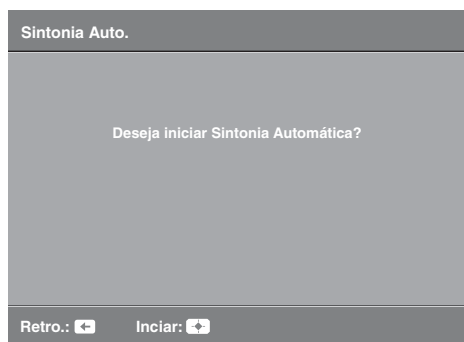 Sintonia Auto.
Deseja iniciar Sintonia Automática?
Retro.: Inciar: